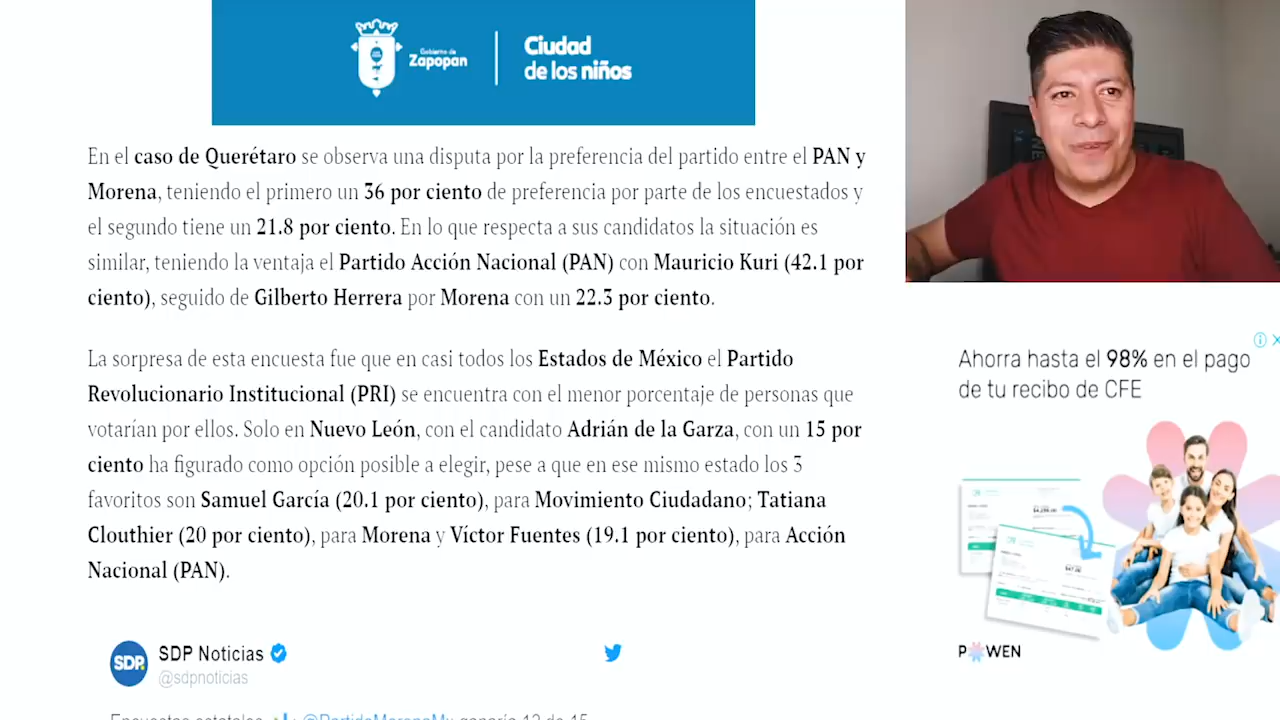 Gobierno de
Zapopan
Ciudad
de los niños
En el caso de Querétaro se observa una disputa por la preferencia del partido entre el PAN y
Morena, teniendo el primero un 36 por ciento de preferencia por parte de los encuestados y
el segundo tiene un 21.8 por ciento. En lo que respecta a sus candidatos la situación es
similar, teniendo la ventaja el Partido Acción Nacional (PAN) con Mauricio Kuri (42.1 por
ciento), seguido de Gilberto Herrera por Morena con un 22.3 por ciento.
La sorpresa de esta encuesta fue que en casi todos los Estados de México el Partido
Revolucionario Institucional (PRI) se encuentra con el menor porcentaje de personas que
votarían por ellos. Solo en Nuevo León, con el candidato Adrián de la Garza, con un 15 por
ciento ha figurado como opción posible a elegir, pese a que en ese mismo estado los 3
favoritos son Samuel García (20.1 por ciento), para Movimiento Ciudadano; Tatiana
Clouthier (20 por ciento), para Morena y Víctor Fuentes (19.1 por ciento), para Acción
Nacional (PAN).
SDP
SDP Noticias
@sdpnoticias
Encuestas estatales @PartidoMorenaMx ganaría 12 de 15
Ahorra hasta el 98% en el pago
de tu recibo de CFE
POWEN